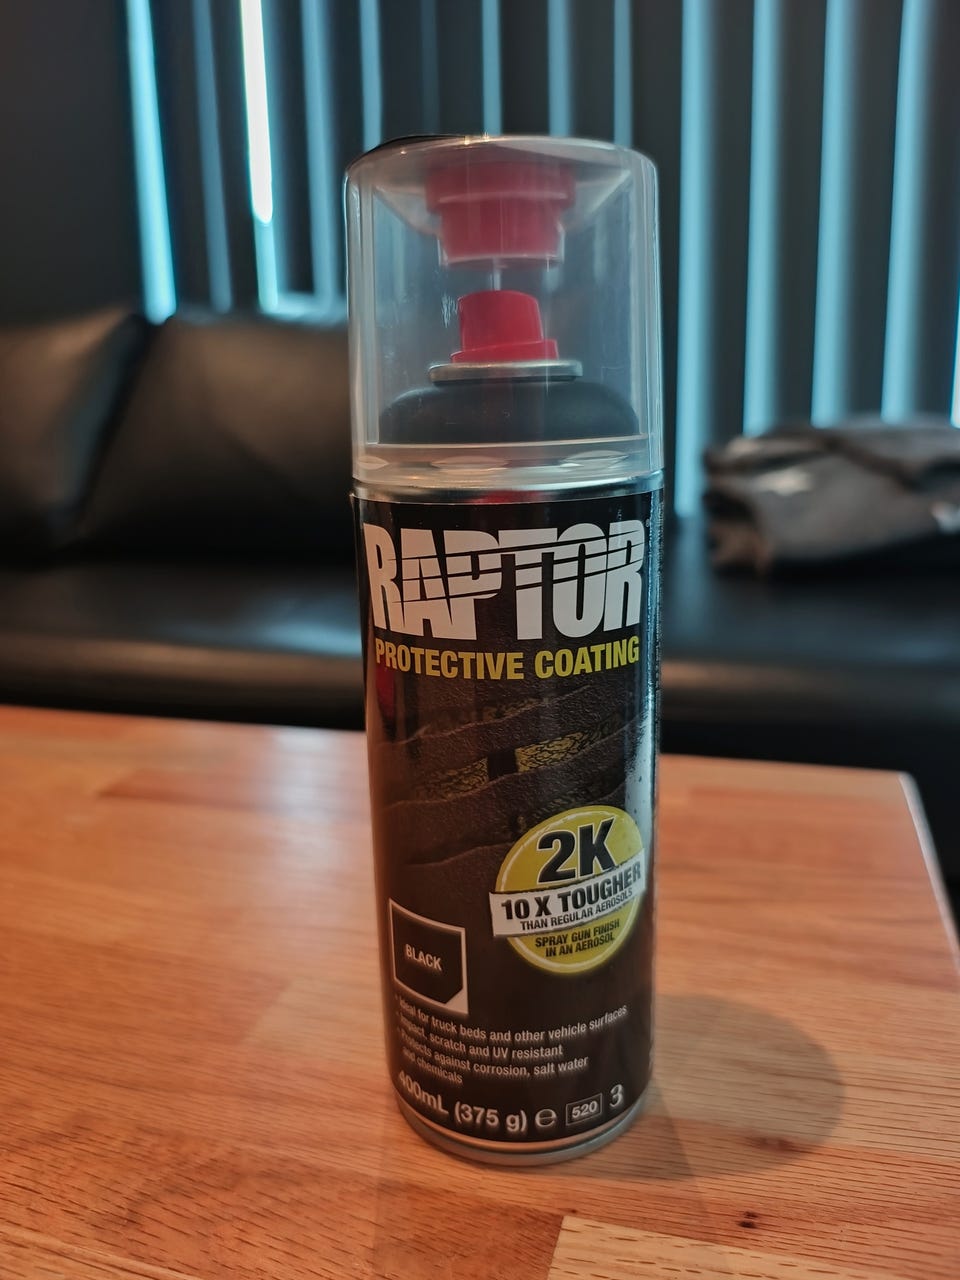 RAPTOR
PROTECTIVE COATING
2K
10 X TOUGHER
THAN REGULAR AEROSOLS
SPRAY GUN FINISH
IN AN AEROSOL
BLACK
· Ideal for truck beds and other vehicle surfaces
· Impact, scratch and UV resistant
· Protects against corrosion, salt water
and chemicals
400mL (375 g) ℮ 520 3